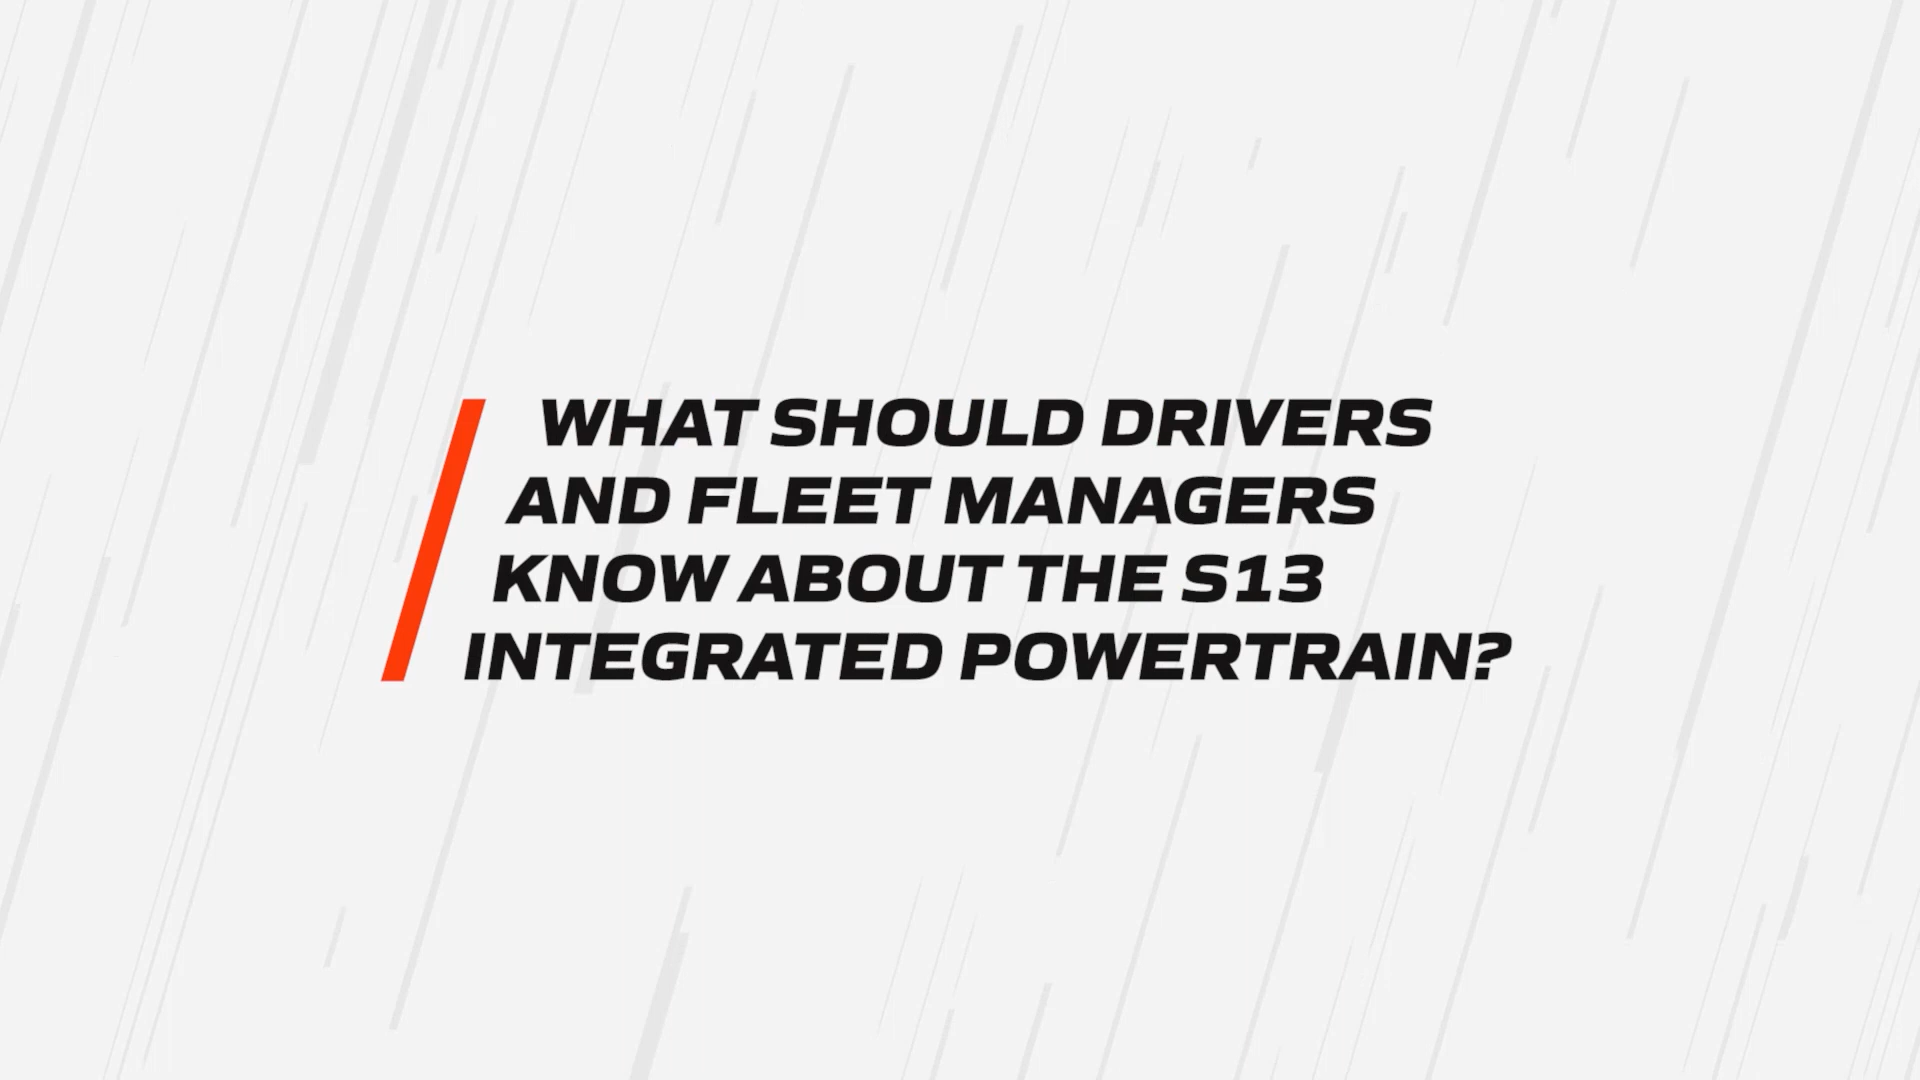 WHAT SHOULD DRIVERS
AND FLEET MANAGERS
KNOW ABOUT THE S13
INTEGRATED POWERTRAIN?